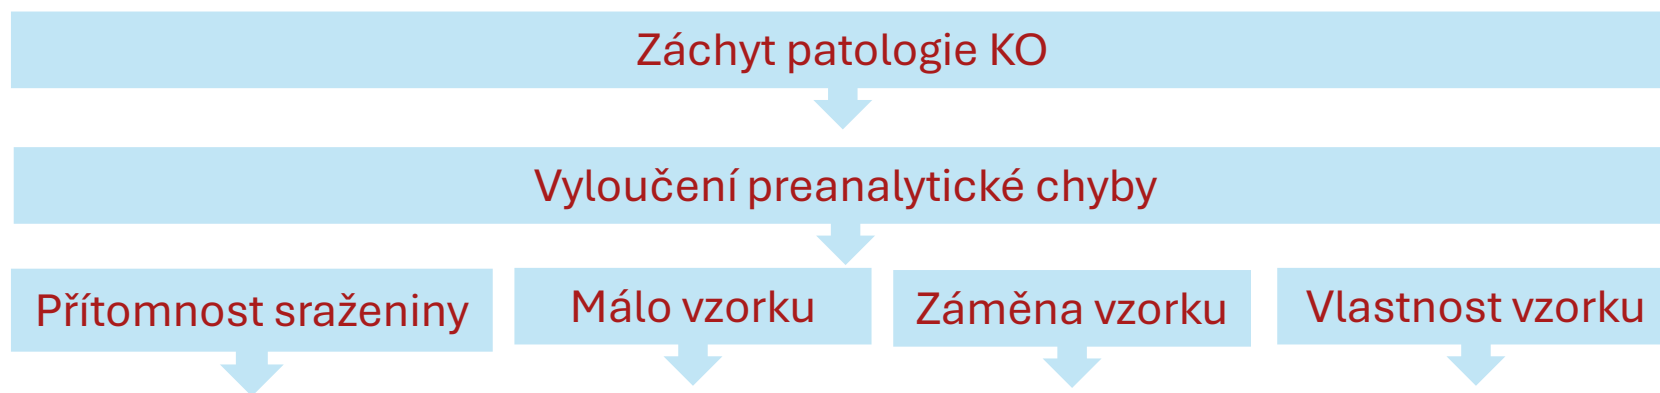 Záchyt patologie KO
Vyloučení preanalytické chyby
Přítomnost sraženiny
Málo vzorku
Záměna vzorku
Vlastnost vzorku